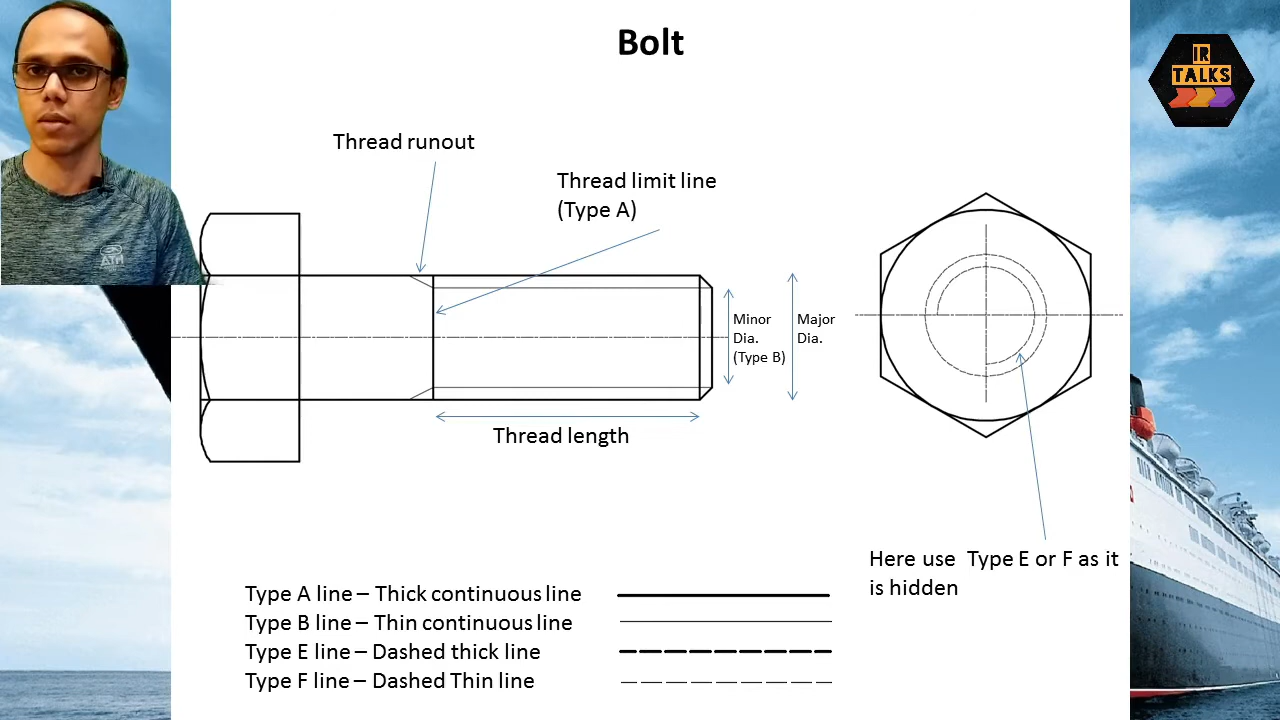 Bolt
IR
TALKS
Thread runout
Thread limit line
(Type A)
Minor
Dia.
(Type B)
Major
Dia.
Thread length
Here use  Type E or F as it
is hidden
Type A line – Thick continuous line
Type B line – Thin continuous line
Type E line – Dashed thick line
Type F line – Dashed Thin line
ATM